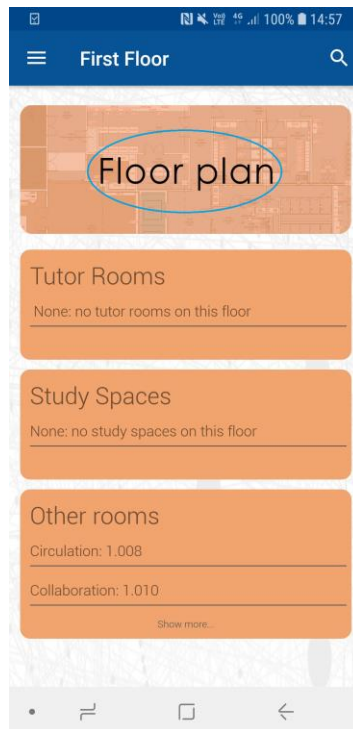 100% 14:57
First Floor
Floor plan
Tutor Rooms
None: no tutor rooms on this floor
Study Spaces
None: no study spaces on this floor
Other rooms
Circulation: 1.008
Collaboration: 1.010
Show more...